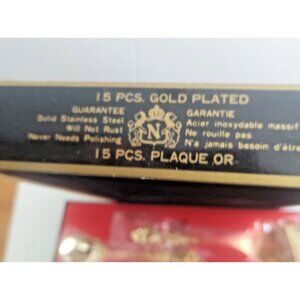 15 PCS. GOLD PLATED
GUARANTEE
Solid Stainless Steel
Will Not Rust
Never Needs Polishing
N
GARANTIE
Acier inoxydable massif
Ne rouille pas
N'a jamais besoin d'être
15 PCS. PLAQUE OR